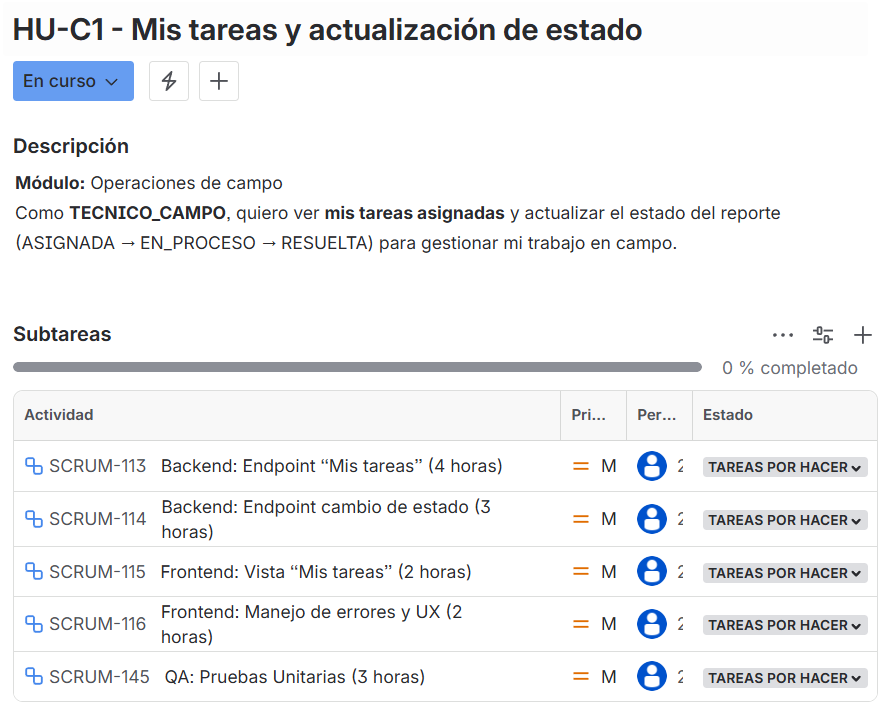 HU-C1 - Mis tareas y actualización de estado
En curso
Descripción
Módulo: Operaciones de campo
Como TECNICO_CAMPO, quiero ver mis tareas asignadas y actualizar el estado del reporte
(ASIGNADA → EN_PROCESO → RESUELTA) para gestionar mi trabajo en campo.
Subtareas
0 % completado
Actividad Pri... Per... Estado
SCRUM-113 Backend: Endpoint “Mis tareas” (4 horas) M 2 TAREAS POR HACER
SCRUM-114 Backend: Endpoint cambio de estado (3
horas) M 2 TAREAS POR HACER
SCRUM-115 Frontend: Vista “Mis tareas” (2 horas) M 2 TAREAS POR HACER
SCRUM-116 Frontend: Manejo de errores y UX (2
horas) M 2 TAREAS POR HACER
SCRUM-145 QA: Pruebas Unitarias (3 horas) M 2 TAREAS POR HACER